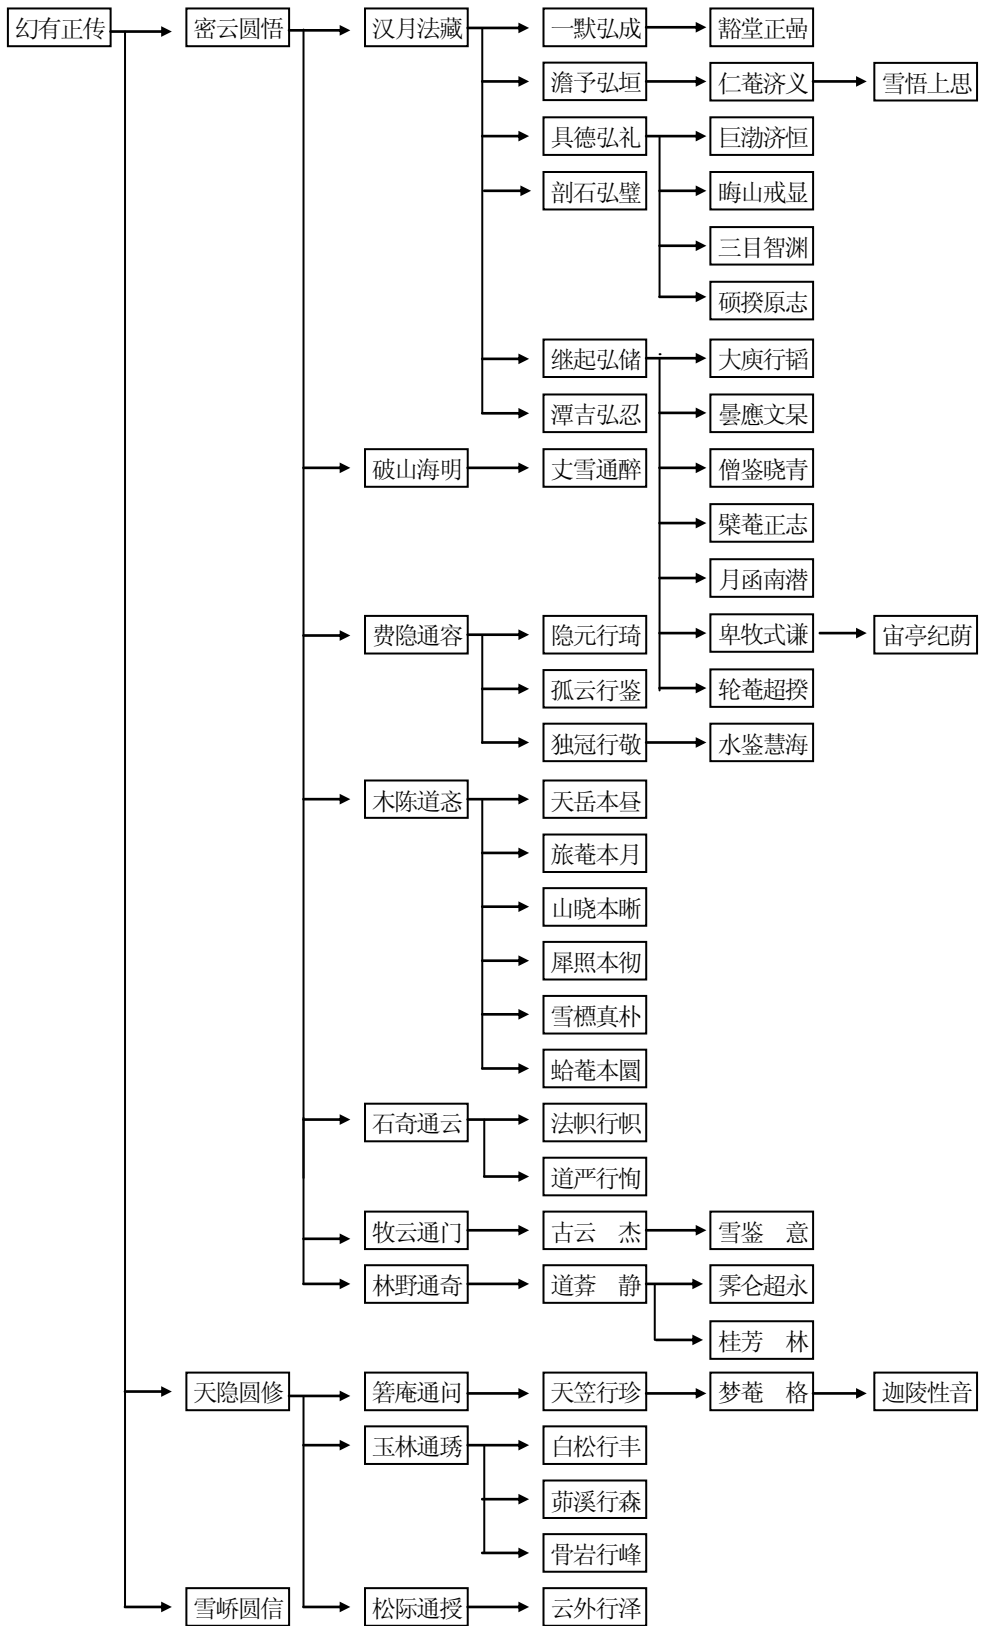 幻有正传 密云圆悟 汉月法藏 一默弘成 豁堂正喦
澹予弘垣 仁菴济义 雪悟上思
具德弘礼 巨渤济恒
剖石弘璧 晦山戒显
三目智渊
硕揆原志
继起弘储 大庾行韬
潭吉弘忍 曇應文杲
破山海明 丈雪通醉 僧鉴晓青
檗菴正志
月函南潜
费隐通容 隐元行琦 卑牧式谦 宙亭纪荫
孤云行鉴 轮菴超揆
独冠行敬 水鉴慧海
木陈道忞 天岳本昼
旅菴本月
山晓本晰
犀照本彻
雪櫵真朴
蛤菴本圜
石奇通云 法帜行帜
道严行恂
牧云通门 古云 杰 雪鉴 意
林野通奇 道莽 静 霁仑超永
桂芳 林
天隐圆修 箬庵通问 天笠行珍 梦菴 格 迦陵性音
玉林通琇 白松行丰
茆溪行森
骨岩行峰
雪峤圆信 松际通授 云外行泽